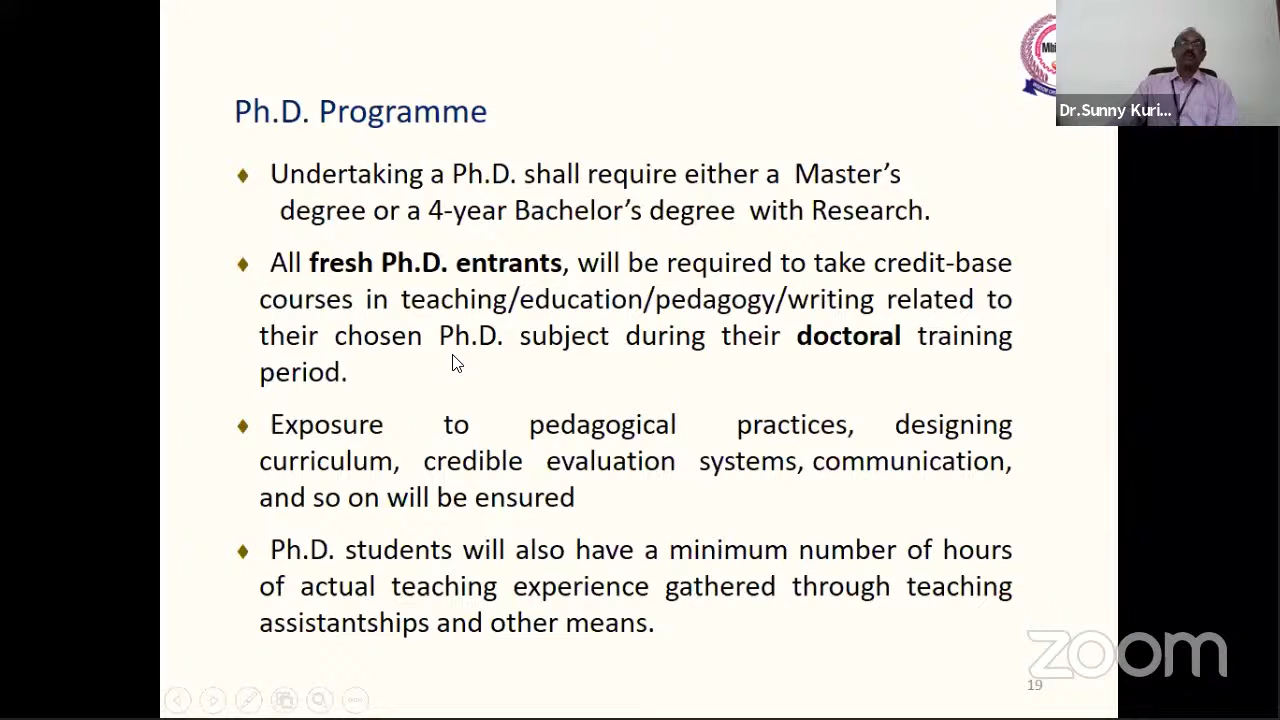 Ph.D. Programme
Undertaking a Ph.D. shall require either a Master's
degree or a 4-year Bachelor's degree with Research.
All fresh Ph.D. entrants, will be required to take credit-base
courses in teaching/education/pedagogy/writing related to
their chosen Ph.D. subject during their doctoral training
period.
Exposure to pedagogical practices, designing
curriculum, credible evaluation systems, communication,
and so on will be ensured
Ph.D. students will also have a minimum number of hours
of actual teaching experience gathered through teaching
assistantships and other means.
Dr.Sunny Kuri...
zoom
19